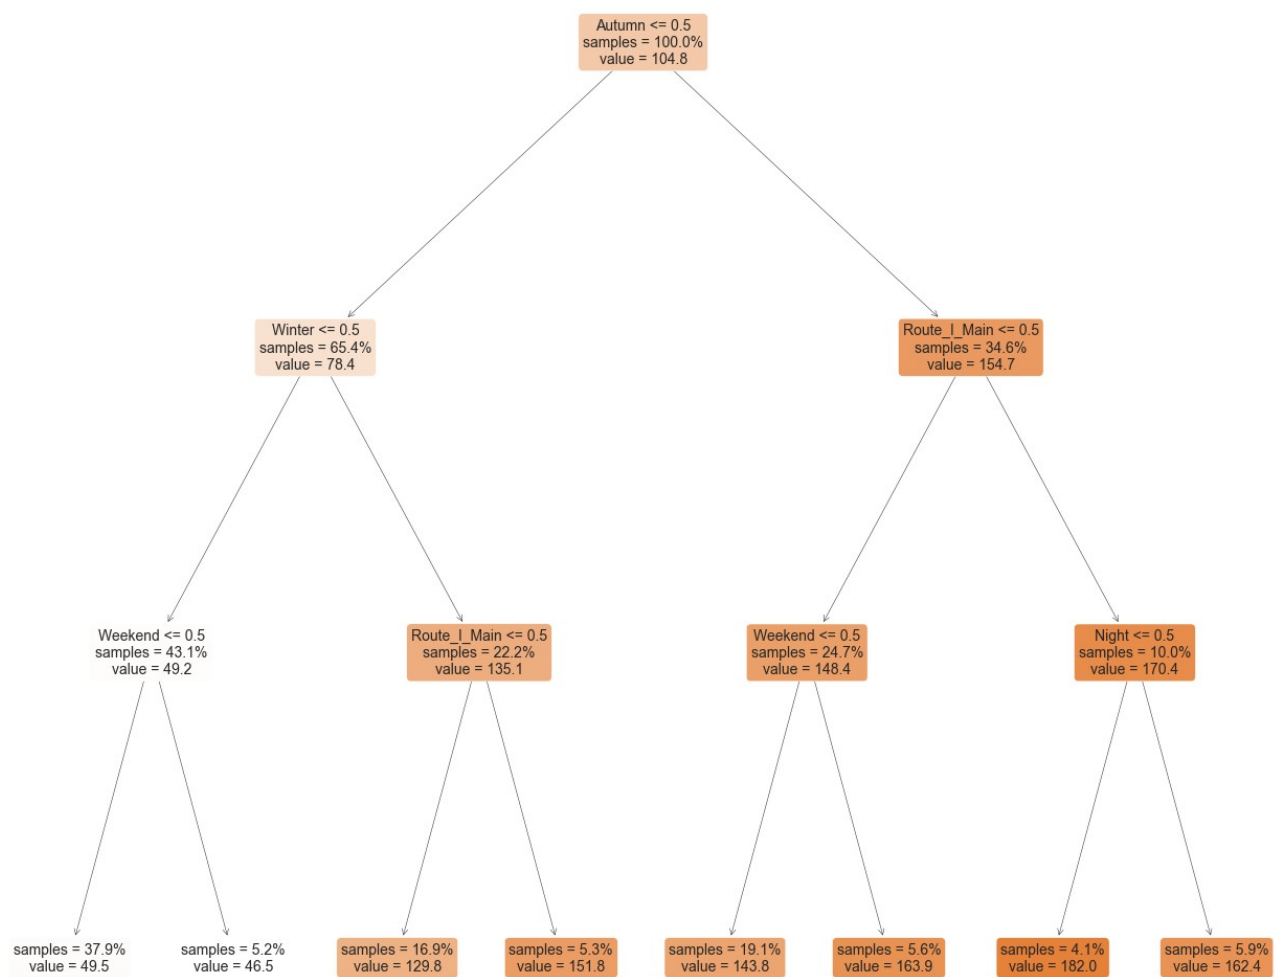 Autumn <= 0.5
samples = 100.0%
value = 104.8
Winter <= 0.5
samples = 65.4%
value = 78.4
Route_I_Main <= 0.5
samples = 34.6%
value = 154.7
Weekend <= 0.5
samples = 43.1%
value = 49.2
Route_I_Main <= 0.5
samples = 22.2%
value = 135.1
Weekend <= 0.5
samples = 24.7%
value = 148.4
Night <= 0.5
samples = 10.0%
value = 170.4
samples = 37.9%
value = 49.5
samples = 5.2%
value = 46.5
samples = 16.9%
value = 129.8
samples = 5.3%
value = 151.8
samples = 19.1%
value = 143.8
samples = 5.6%
value = 163.9
samples = 4.1%
value = 182.0
samples = 5.9%
value = 162.4